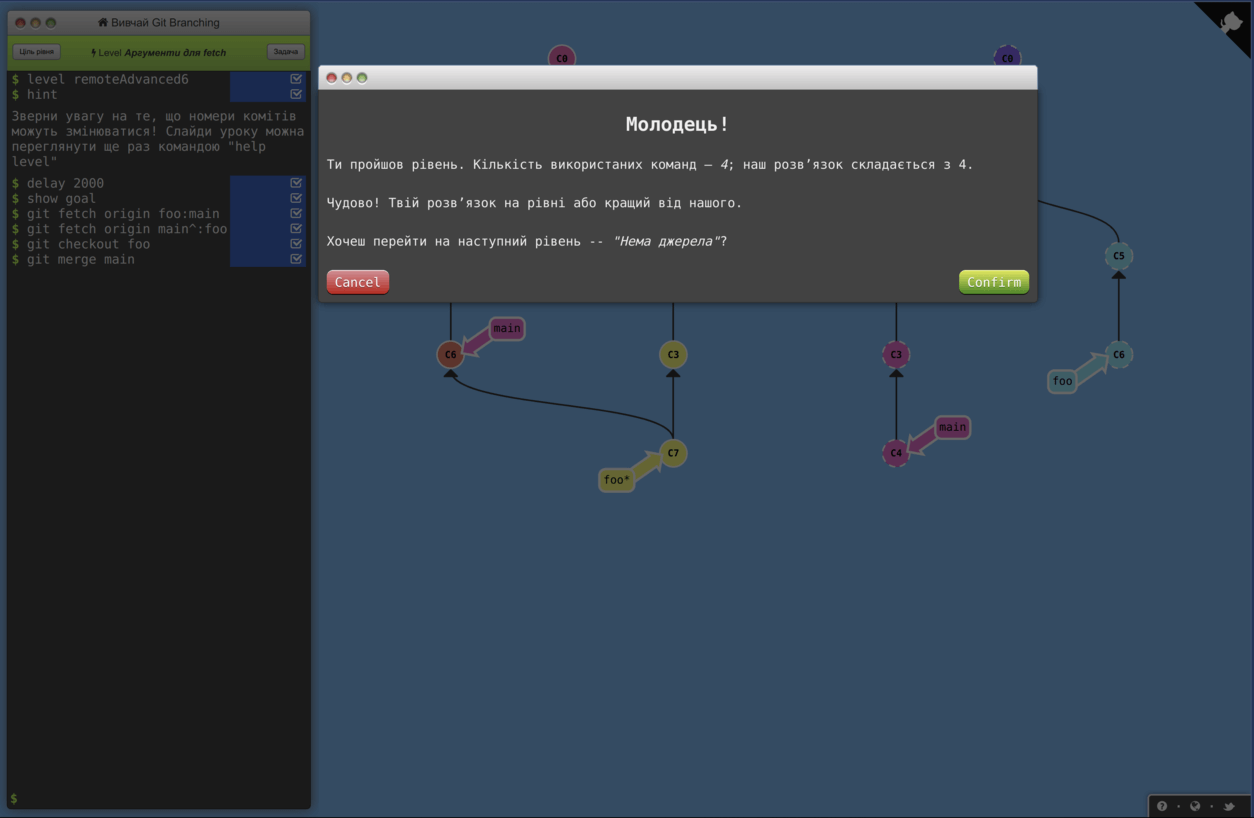 Вивчай Git Branching
Ціль рівня
Level Аргументи для fetch
Задача
$ level remoteAdvanced6
$ hint
Зверни увагу на те, що номери комітів
можуть змінюватися! Слайди уроку можна
переглянути ще раз командою "help
level"
$ delay 2000
$ show goal
$ git fetch origin foo:main
$ git fetch origin main^:foo
$ git checkout foo
$ git merge main
$
C0
C0
Молодець!
Ти пройшов рівень. Кількість використаних команд — 4; наш розв’язок складається з 4.
Чудово! Твій розв’язок на рівні або кращий від нашого.
Хочеш перейти на наступний рівень -- "Нема джерела"?
Cancel
Confirm
C5
main
C6
C3
C3
C6
foo
main
C7
C4
foo*